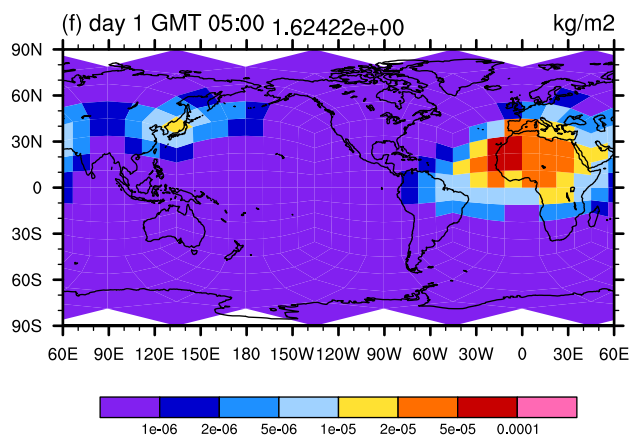 (f) day 1 GMT 05:00 1.62422e+00 kg/m2
90N
60N
30N
0
30S
60S
90S
60E 90E 120E 150E 180 150W 120W 90W 60W 30W 0 30E 60E
1e-06 2e-06 5e-06 1e-05 2e-05 5e-05 0.0001